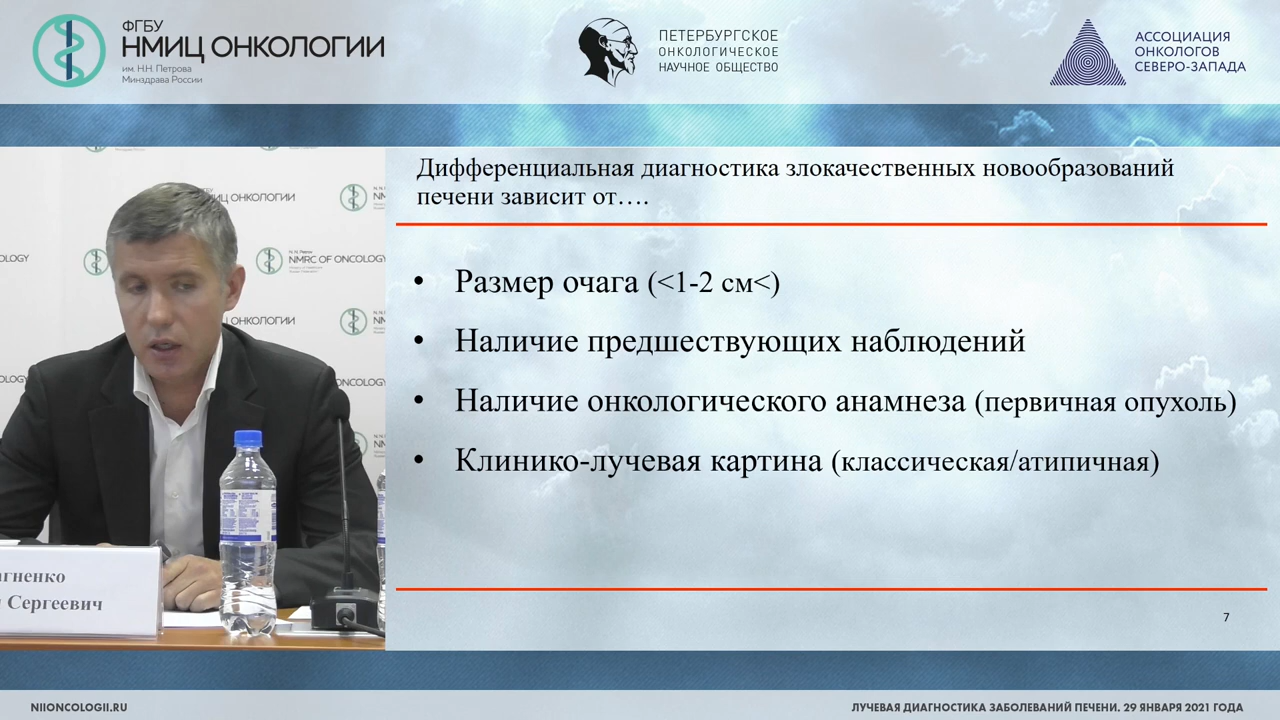 ФГБУ
НМИЦ ОНКОЛОГИИ
им. Н.Н. Петрова
Минздрава России
ПЕТЕРБУРГСКОЕ
ОНКОЛОГИЧЕСКОЕ
НАУЧНОЕ ОБЩЕСТВО
АССОЦИАЦИЯ
ОНКОЛОГОВ
СЕВЕРО-ЗАПАДА
Дифференциальная диагностика злокачественных новообразований
печени зависит от….
• Размер очага (<1-2 см<)
• Наличие предшествующих наблюдений
• Наличие онкологического анамнеза (первичная опухоль)
• Клинико-лучевая картина (классическая/атипичная)
7
NMRC OF ONCOLOGY
Сергеевич
NIIONCOLOGII.RU
ЛУЧЕВАЯ ДИАГНОСТИКА ЗАБОЛЕВАНИЙ ПЕЧЕНИ. 29 ЯНВАРЯ 2021 ГОДА